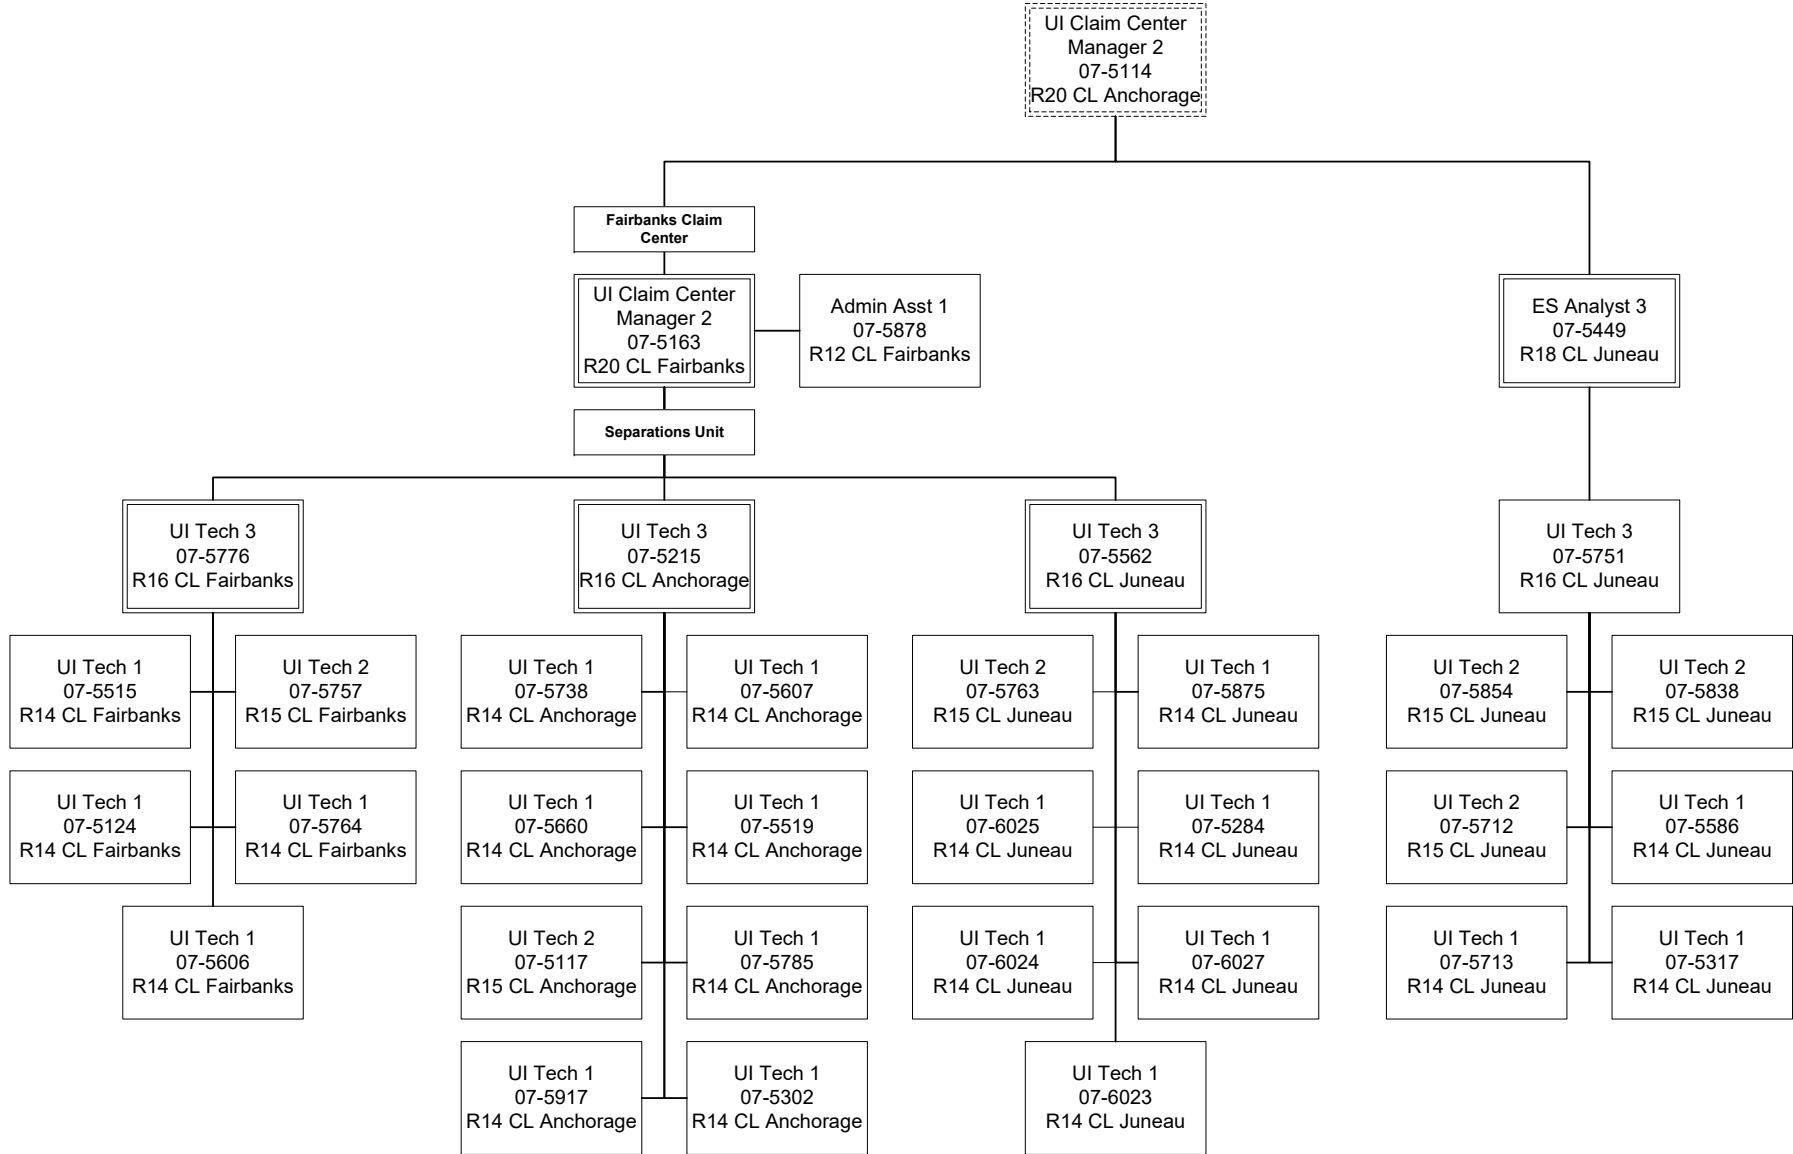 UI Claim Center
Manager 2
07-5114
R20 CL Anchorage
Fairbanks Claim
Center
UI Claim Center
Manager 2
07-5163
R20 CL Fairbanks
Admin Asst 1
07-5878
R12 CL Fairbanks
ES Analyst 3
07-5449
R18 CL Juneau
Separations Unit
UI Tech 3
07-5776
R16 CL Fairbanks
UI Tech 3
07-5215
R16 CL Anchorage
UI Tech 3
07-5562
R16 CL Juneau
UI Tech 3
07-5751
R16 CL Juneau
UI Tech 1
07-5515
R14 CL Fairbanks
UI Tech 2
07-5757
R15 CL Fairbanks
UI Tech 1
07-5738
R14 CL Anchorage
UI Tech 1
07-5607
R14 CL Anchorage
UI Tech 2
07-5763
R15 CL Juneau
UI Tech 1
07-5875
R14 CL Juneau
UI Tech 2
07-5854
R15 CL Juneau
UI Tech 2
07-5838
R15 CL Juneau
UI Tech 1
07-5124
R14 CL Fairbanks
UI Tech 1
07-5764
R14 CL Fairbanks
UI Tech 1
07-5660
R14 CL Anchorage
UI Tech 1
07-5519
R14 CL Anchorage
UI Tech 1
07-6025
R14 CL Juneau
UI Tech 1
07-5284
R14 CL Juneau
UI Tech 2
07-5712
R15 CL Juneau
UI Tech 1
07-5586
R14 CL Juneau
UI Tech 1
07-5606
R14 CL Fairbanks
UI Tech 2
07-5117
R15 CL Anchorage
UI Tech 1
07-5785
R14 CL Anchorage
UI Tech 1
07-6024
R14 CL Juneau
UI Tech 1
07-6027
R14 CL Juneau
UI Tech 1
07-5713
R14 CL Juneau
UI Tech 1
07-5317
R14 CL Juneau
UI Tech 1
07-5917
R14 CL Anchorage
UI Tech 1
07-5302
R14 CL Anchorage
UI Tech 1
07-6023
R14 CL Juneau